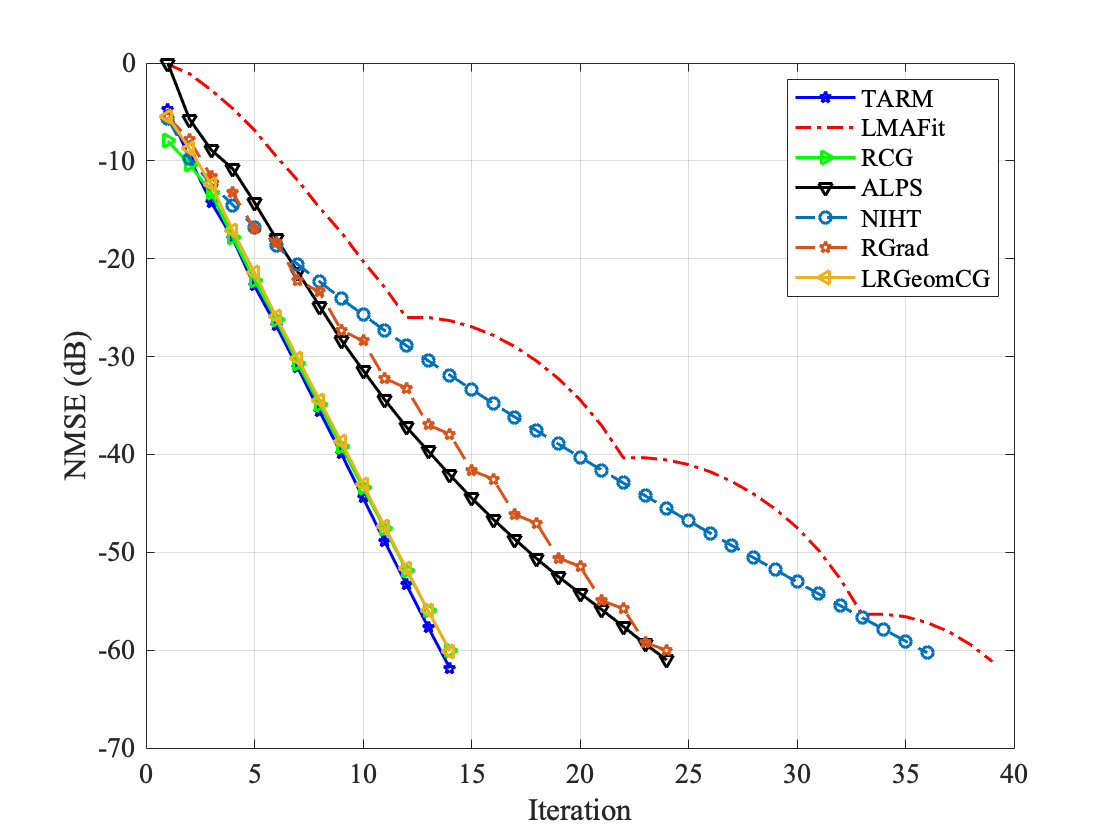 0
-10
-20
-30
-40
-50
-60
-70
NMSE (dB)
TARM
LMAFit
RCG
ALPS
NIHT
RGrad
LRGeomCG
0 5 10 15 20 25 30 35 40
Iteration